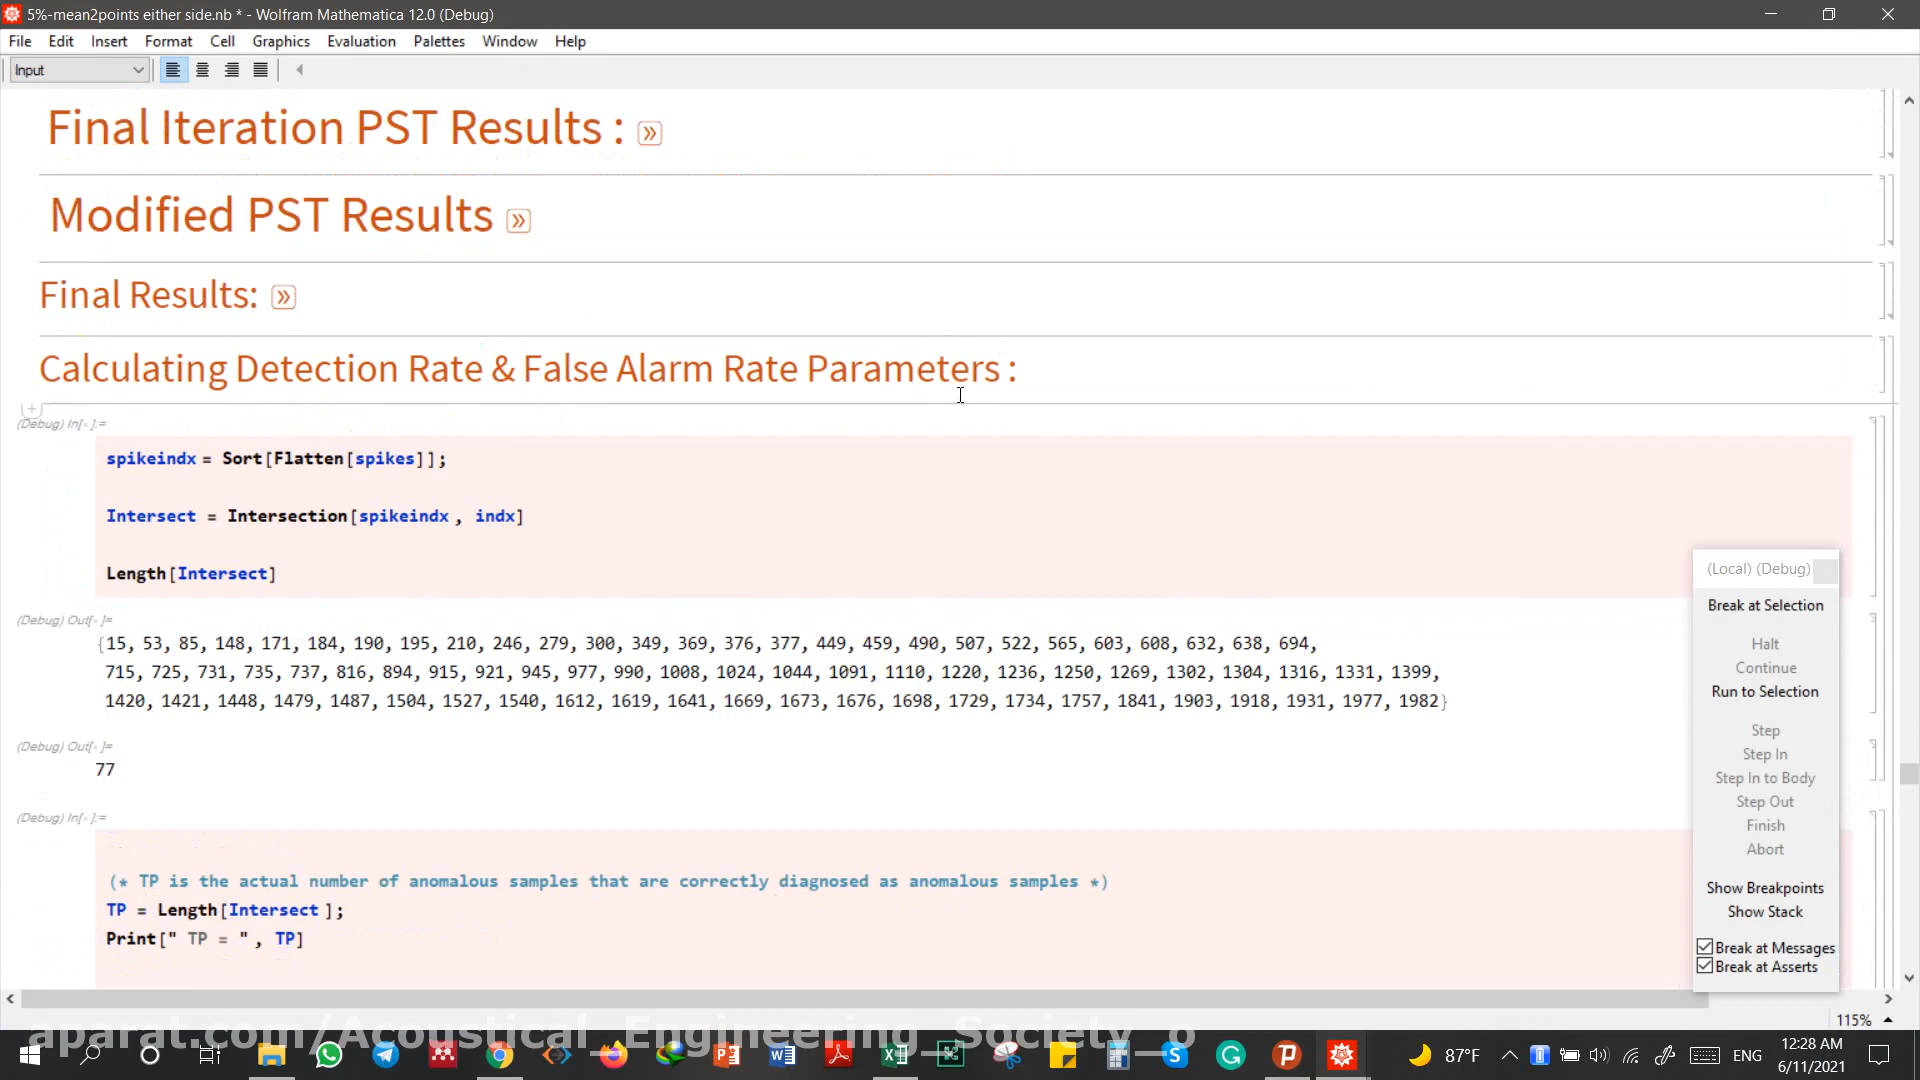 5%-mean2points either side.nb * - Wolfram Mathematica 12.0 (Debug)
File Edit Insert Format Cell Graphics Evaluation Palettes Window Help
Input
Final Iteration PST Results :
Modified PST Results
Final Results:
Calculating Detection Rate & False Alarm Rate Parameters :
(Debug) In[ ]:=
spikeindx = Sort[Flatten[spikes]];
Intersect = Intersection[spikeindx , indx]
Length[Intersect]
(Debug) Out[ ]=
{15, 53, 85, 148, 171, 184, 190, 195, 210, 246, 279, 300, 349, 369, 376, 377, 449, 459, 490, 507, 522, 565, 603, 608, 632, 638, 694,
715, 725, 731, 735, 737, 816, 894, 915, 921, 945, 977, 990, 1008, 1024, 1044, 1091, 1110, 1220, 1236, 1250, 1269, 1302, 1304, 1316, 1331, 1399,
1420, 1421, 1448, 1479, 1487, 1504, 1527, 1540, 1612, 1619, 1641, 1669, 1673, 1676, 1698, 1729, 1734, 1757, 1841, 1903, 1918, 1931, 1977, 1982}
(Debug) Out[ ]=
77
(Debug) In[ ]:=
(* TP is the actual number of anomalous samples that are correctly diagnosed as anomalous samples *)
TP = Length[Intersect ];
Print[" TP = " , TP]
(Local) (Debug)
Break at Selection
Halt
Continue
Run to Selection
Step
Step In
Step In to Body
Step Out
Finish
Abort
Show Breakpoints
Show Stack
Break at Messages
Break at Asserts
115%
aparat.com/Acoustical_Engineering_Society_o
87°F
ENG
12:28 AM
6/11/2021